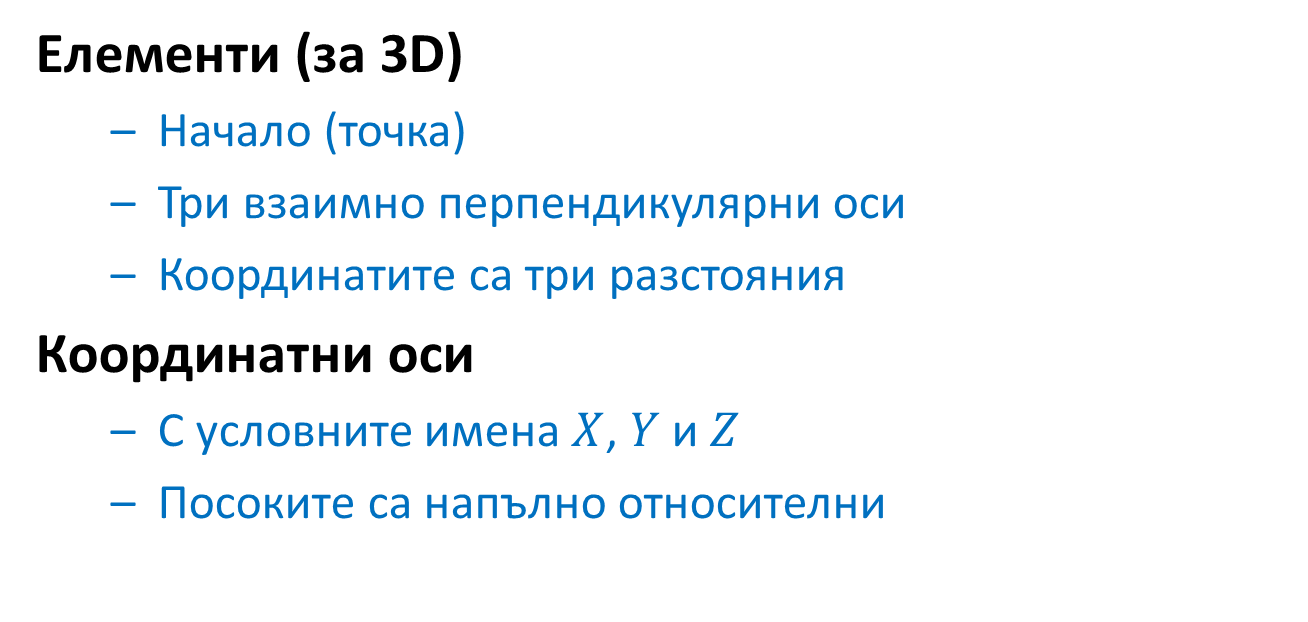 Елементи (за 3D)
– Начало (точка)
– Три взаимно перпендикулярни оси
– Координатите са три разстояния
Координатни оси
– С условните имена X, Y и Z
– Посоките са напълно относителни